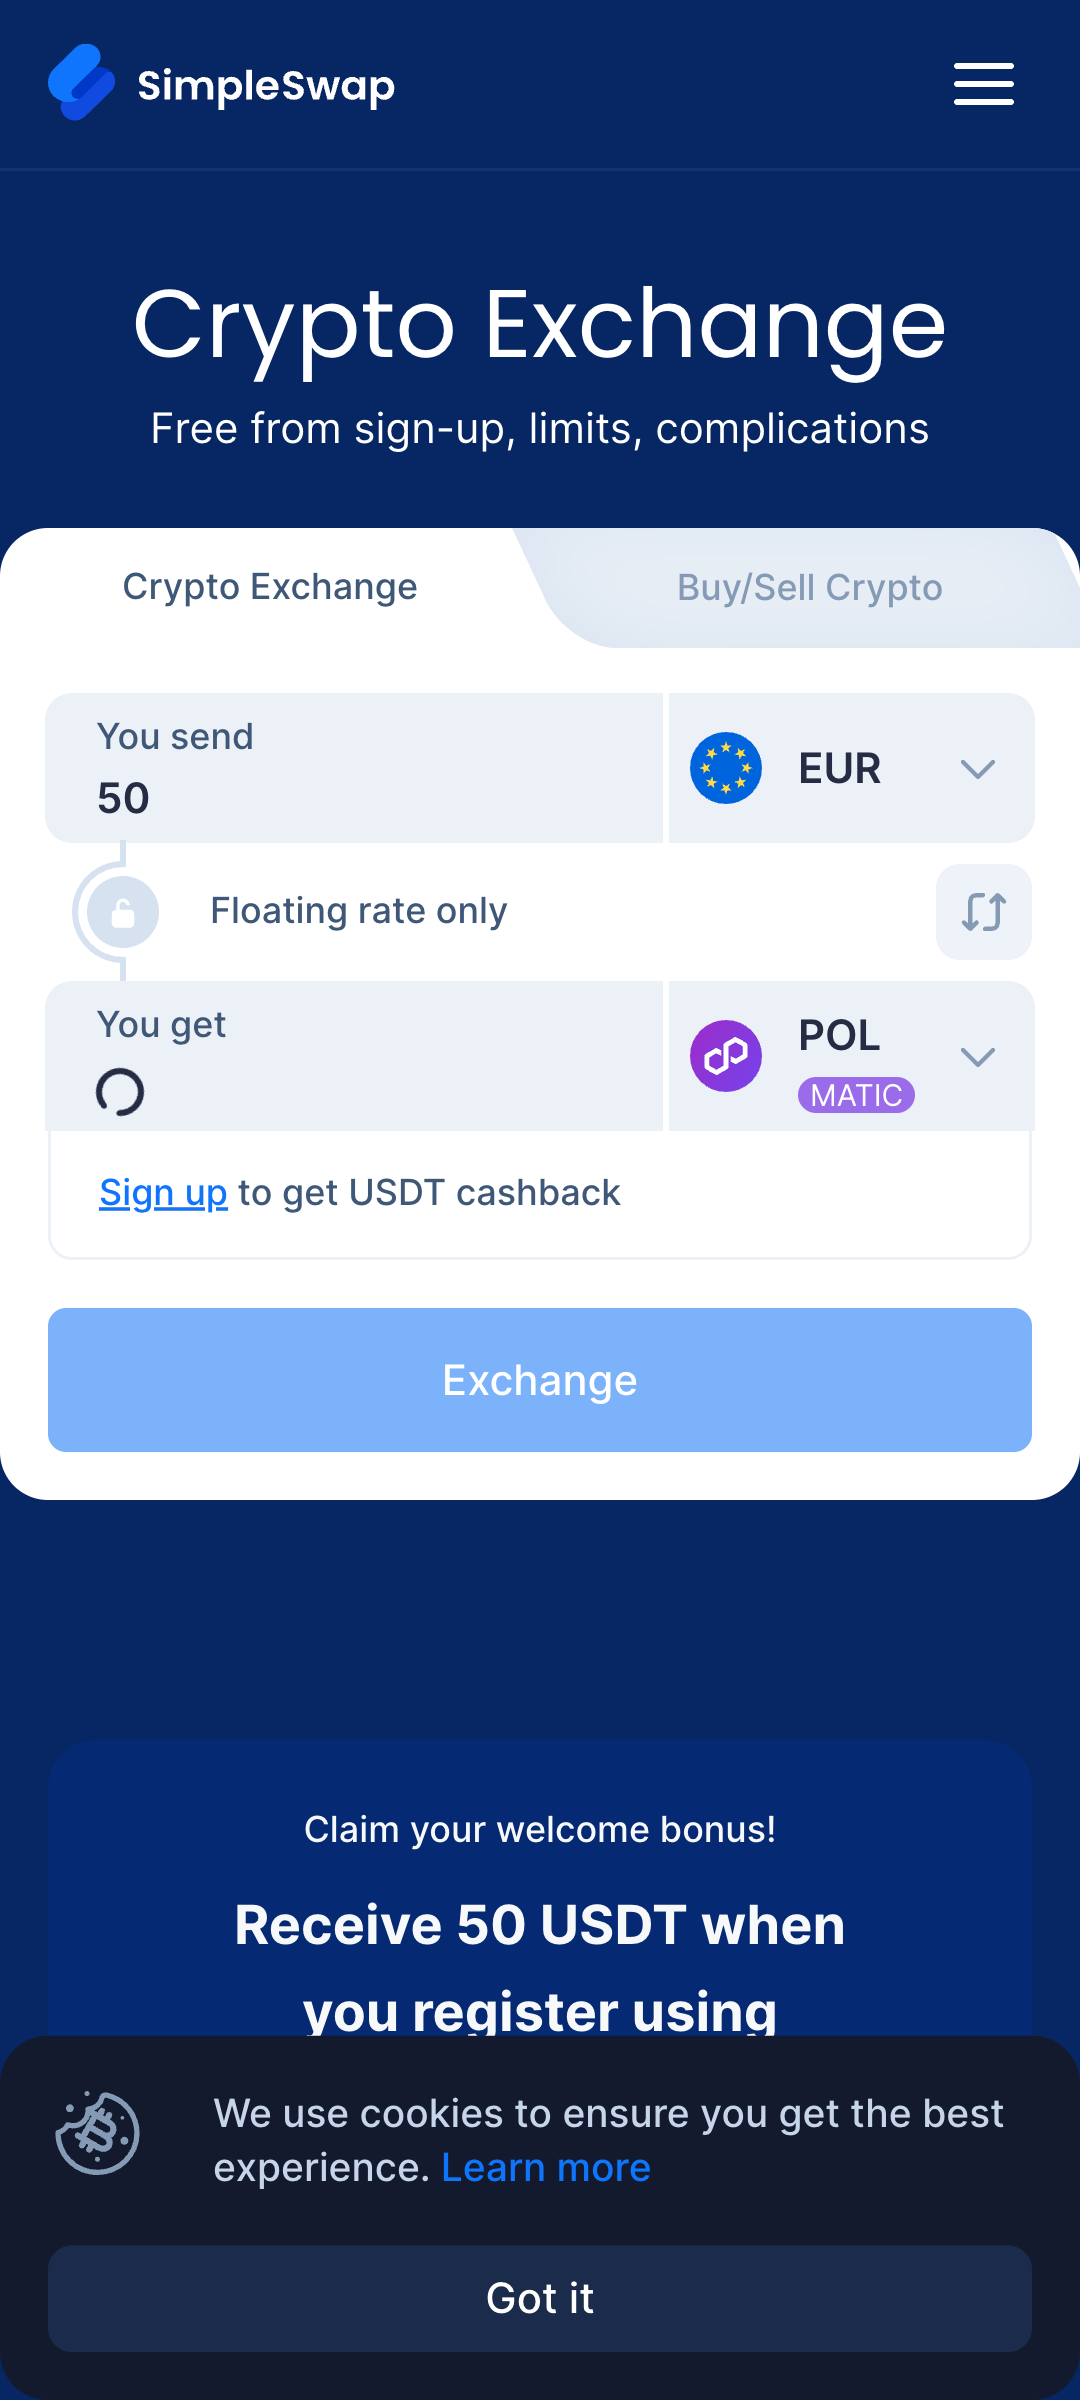 SimpleSwap
Crypto Exchange
Free from sign-up, limits, complications
Crypto Exchange
Buy/Sell Crypto
You send
50
EUR
Floating rate only
You get
POL
MATIC
Sign up to get USDT cashback
Exchange
Claim your welcome bonus!
Receive 50 USDT when
you register using
We use cookies to ensure you get the best
experience. Learn more
Got it